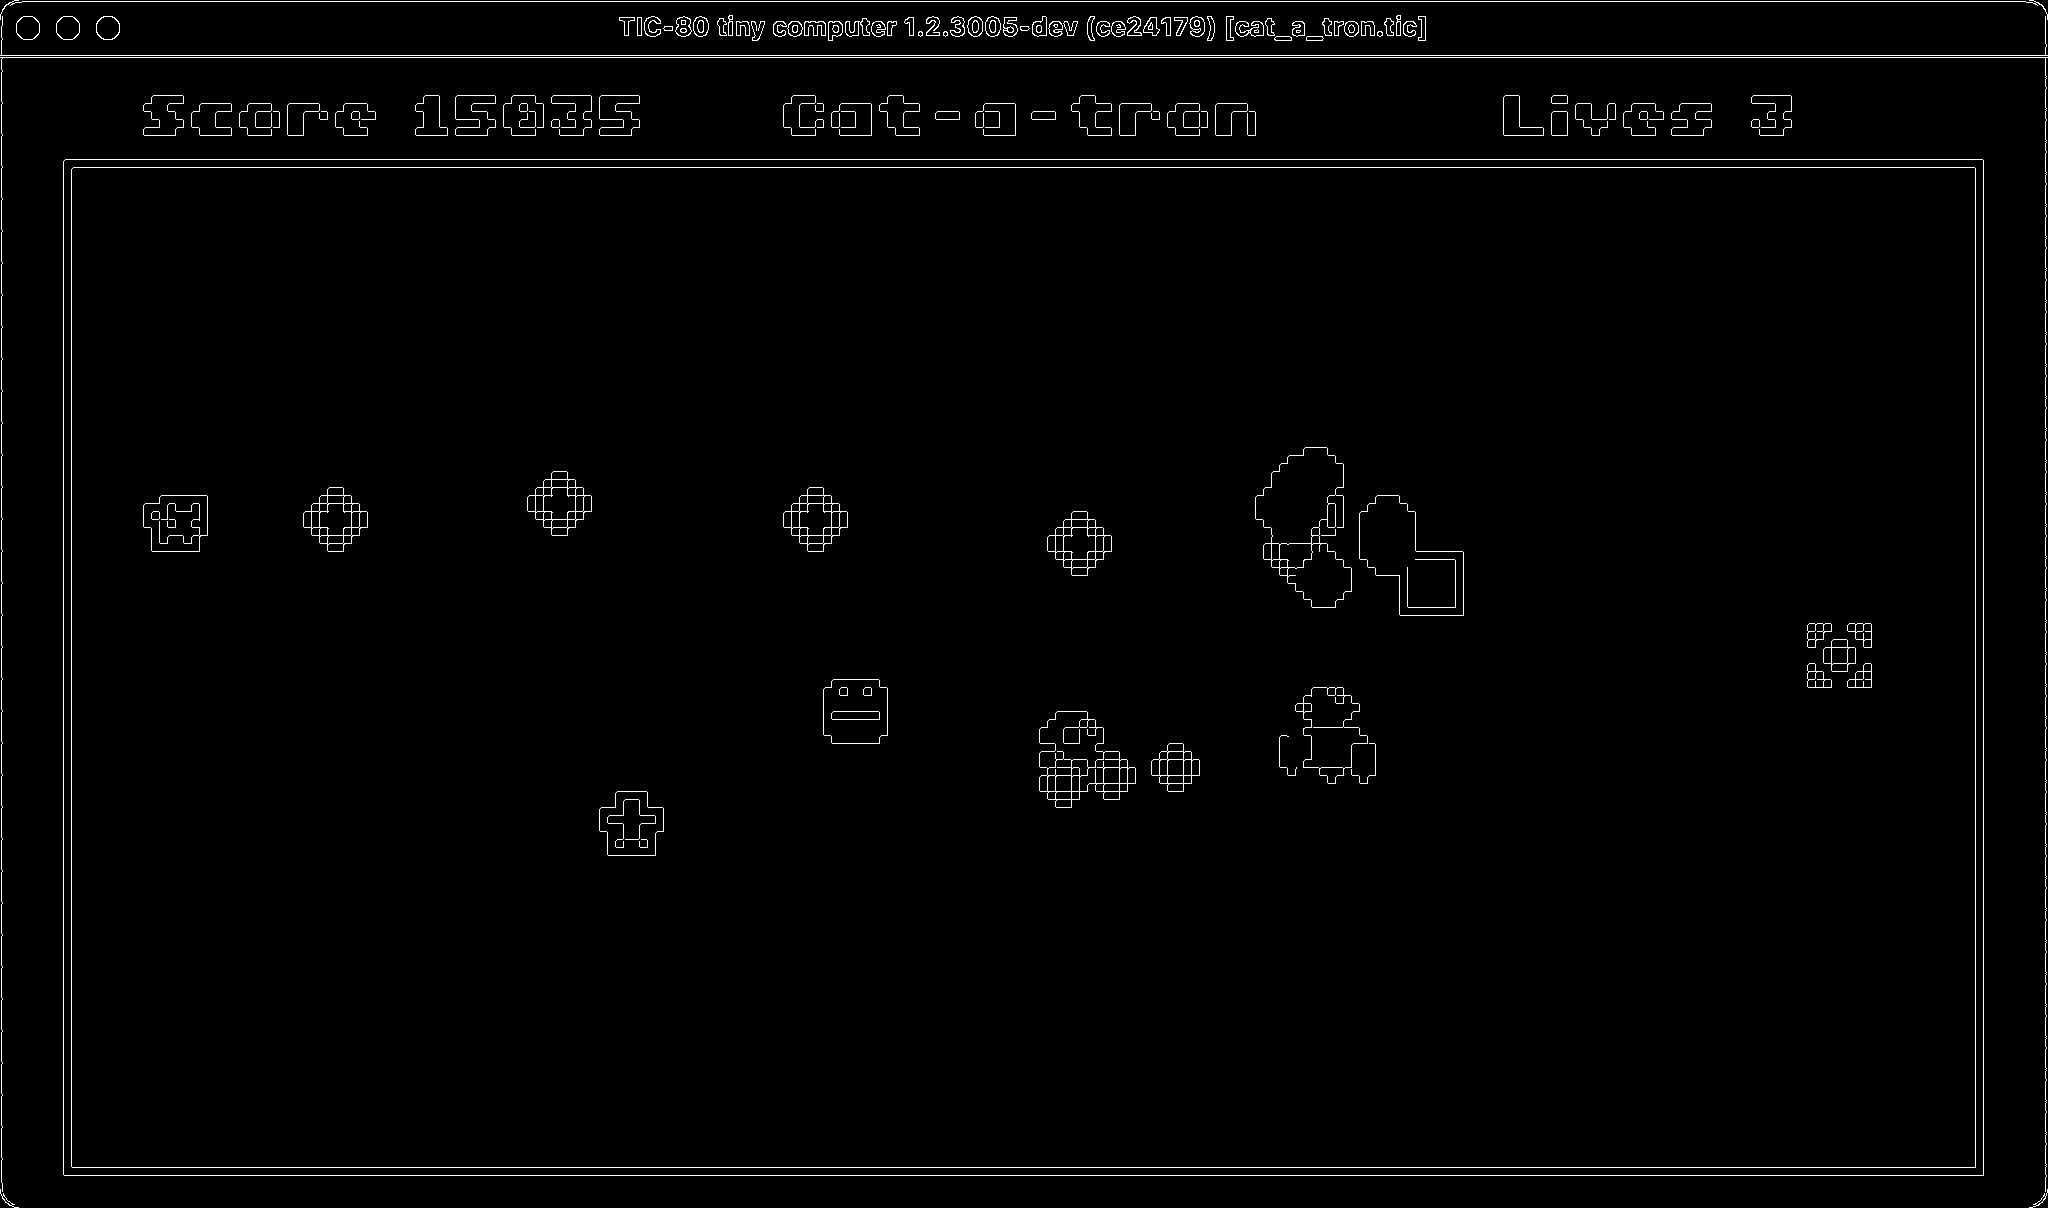 TIC-80 tiny computer 1.2.3005-dev (ce24179) [cat_a_tron.tic]
Score 15035 Cat-a-tron Lives 3